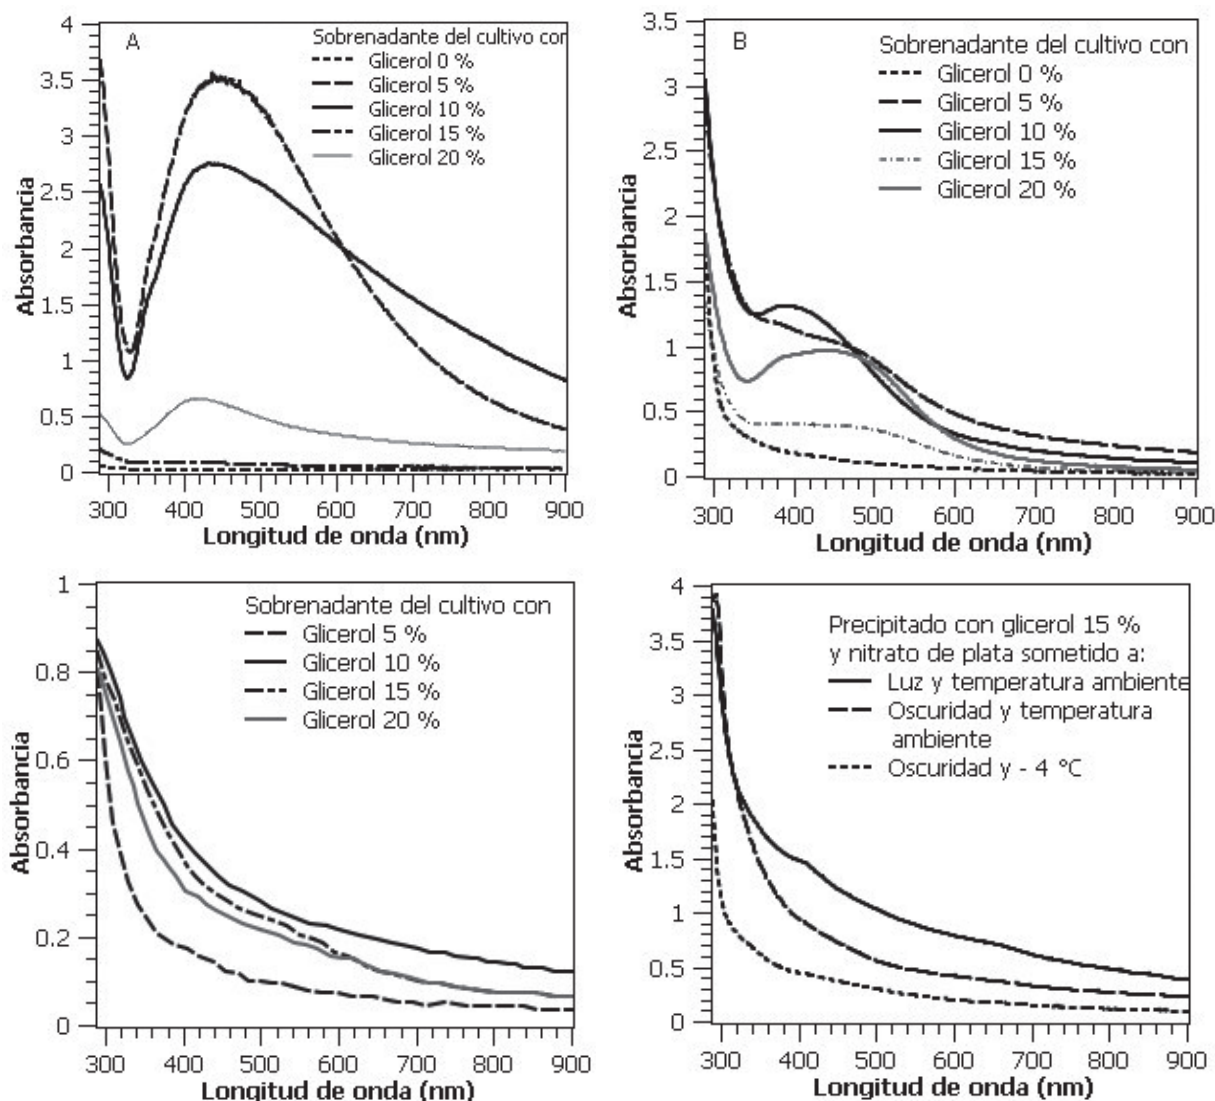 A
Sobrenadante del cultivo con
Glicerol 0 %
Glicerol 5 %
Glicerol 10 %
Glicerol 15 %
Glicerol 20 %
4
3.5
3
2.5
2
1.5
1
0.5
0
Absorbancia
300 400 500 600 700 800 900
Longitud de onda (nm)
B
Sobrenadante del cultivo con
Glicerol 0 %
Glicerol 5 %
Glicerol 10 %
Glicerol 15 %
Glicerol 20 %
3.5
3
2.5
2
1.5
1
0.5
0
Absorbancia
300 400 500 600 700 800 900
Longitud de onda (nm)
Sobrenadante del cultivo con
Glicerol 5 %
Glicerol 10 %
Glicerol 15 %
Glicerol 20 %
1
0.8
0.6
0.4
0.2
0
Absorbancia
300 400 500 600 700 800 900
Longitud de onda (nm)
Precipitado con glicerol 15 %
y nitrato de plata sometido a:
Luz y temperatura ambiente
Oscuridad y temperatura
ambiente
Oscuridad y - 4 °C
4
3.5
3
2.5
2
1.5
1
0.5
0
Absorbancia
300 400 500 600 700 800 900
Longitud de onda (nm)